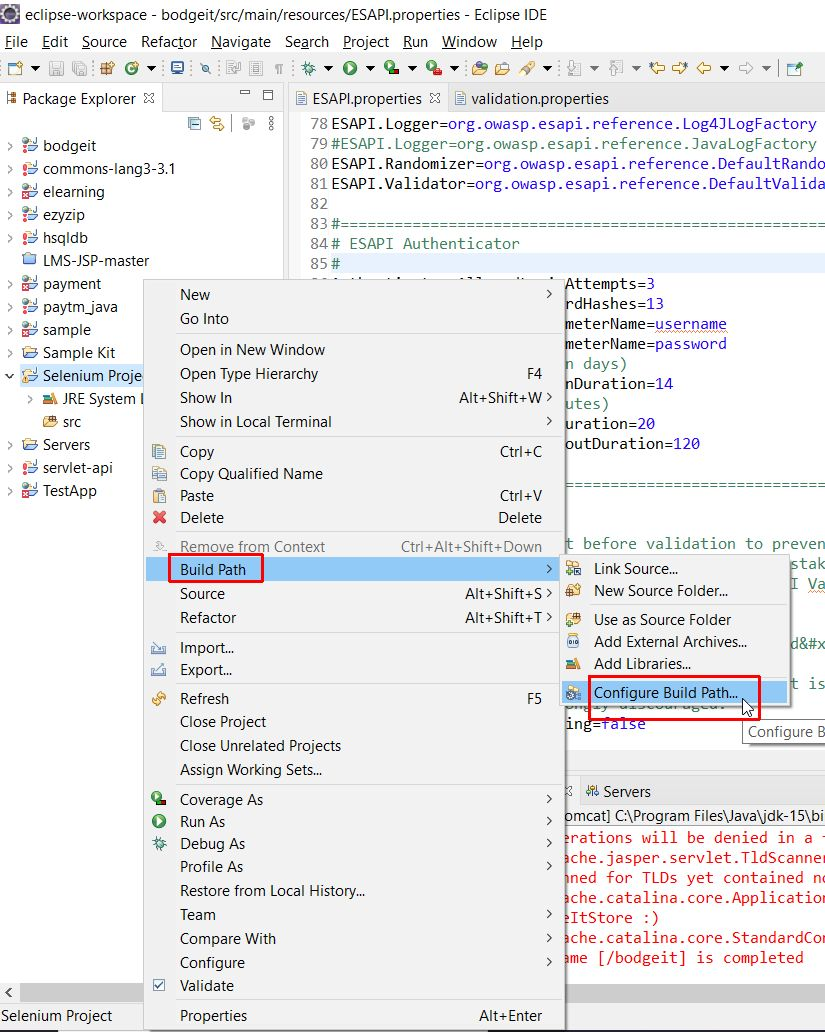 eclipse-workspace - bodgeit/src/main/resources/ESAPI.properties - Eclipse IDE
File Edit Source Refactor Navigate Search Project Run Window Help
Package Explorer
ESAPI.properties
validation.properties
bodgeit
commons-lang3-3.1
elearning
ezyzip
hsqldb
LMS-JSP-master
payment
paytm_java
sample
Sample Kit
Selenium Proje
JRE System
src
Servers
servlet-api
TestApp
78 ESAPI.Logger=org.owasp.esapi.reference.Log4JLogFactory
79 #ESAPI.Logger=org.owasp.esapi.reference.JavaLogFactory
80 ESAPI.Randomizer=org.owasp.esapi.reference.DefaultRando
81 ESAPI.Validator=org.owasp.esapi.reference.DefaultValida
82
83 #======================================================
84 # ESAPI Authenticator
85 #
Attempts=3
rdHashes=13
meterName=username
meterName=password
n days)
nDuration=14
utes)
uration=20
outDuration=120
=============================
t before validation to preven
stak
I Va
d&#x
t is
ngly discouraged.
ing=false
New
Go Into
Open in New Window
Open Type Hierarchy F4
Show In Alt+Shift+W
Show in Local Terminal
Copy Ctrl+C
Copy Qualified Name
Paste Ctrl+V
Delete Delete
Remove from Context Ctrl+Alt+Shift+Down
Build Path
Source Alt+Shift+S
Refactor Alt+Shift+T
Import...
Export...
Refresh F5
Close Project
Close Unrelated Projects
Assign Working Sets...
Coverage As
Run As
Debug As
Profile As
Restore from Local History...
Team
Compare With
Configure
Validate
Properties Alt+Enter
Link Source...
New Source Folder...
Use as Source Folder
Add External Archives...
Add Libraries...
Configure Build Path...
Configure B
Servers
omcat] C:\Program Files\Java\jdk-15\bi
erations will be denied in a
ache.jasper.servlet.TldScanner
nned for TLDs yet contained no
ache.catalina.core.Application
eItStore :)
ache.catalina.core.StandardCon
ame [/bodgeit] is completed
Selenium Project